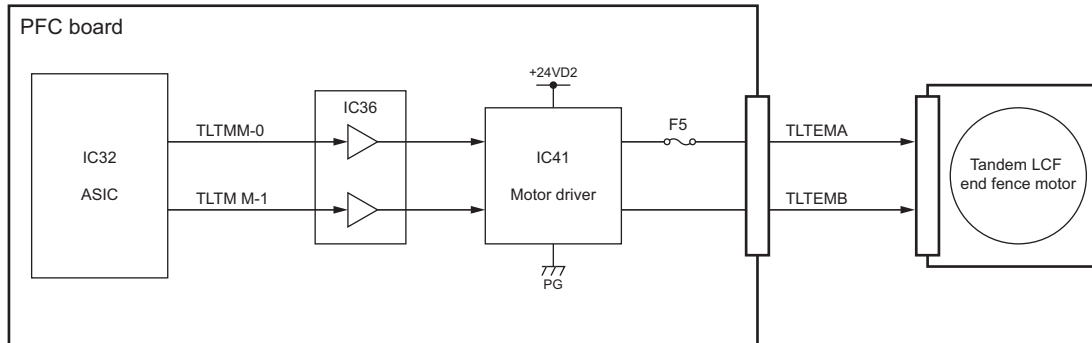 PFC board
IC32
ASIC
TLTMM-0
TLTM M-1
IC36
+24VD2
IC41
Motor driver
PG
F5
TLTEMA
TLTEMB
Tandem LCF
end fence motor